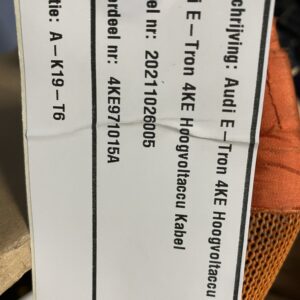 chrijving: Audi E-Tron 4KE Hoogvoltaccu
i E-Tron 4KE Hoogvoltaccu Kabel
el nr: 20211026005
rdeel nr: 4KE971015A
tie: A-K19-T6